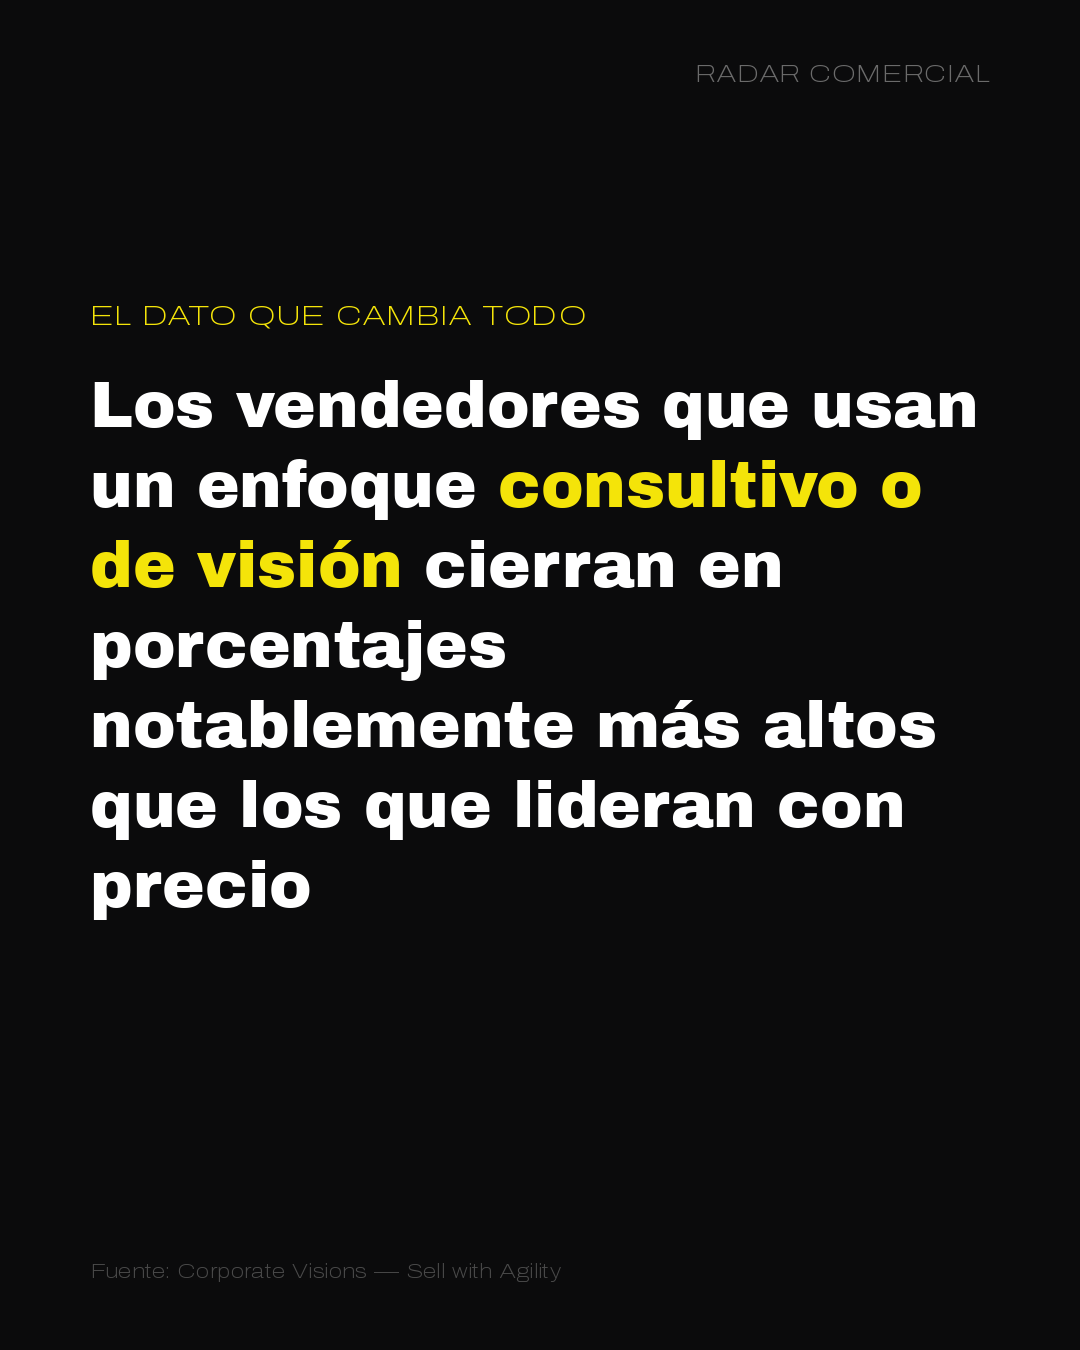 RADAR COMERCIAL
EL DATO QUE CAMBIA TODO
Los vendedores que usan
un enfoque consultivo o
de visión cierran en
porcentajes
notablemente más altos
que los que lideran con
precio
Fuente: Corporate Visions — Sell with Agility